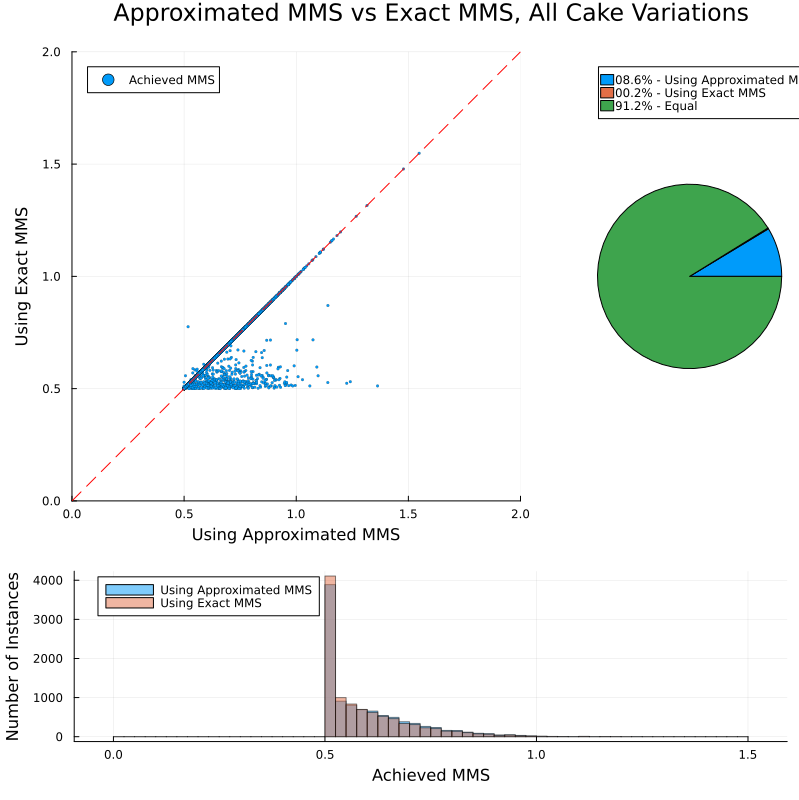 Approximated MMS vs Exact MMS, All Cake Variations
2.0
1.5
1.0
0.5
0.0
Using Exact MMS
Achieved MMS
0.0 0.5 1.0 1.5 2.0
Using Approximated MMS
08.6% - Using Approximated M
00.2% - Using Exact MMS
91.2% - Equal
Number of Instances
4000
3000
2000
1000
0
Using Approximated MMS
Using Exact MMS
0.0 0.5 1.0 1.5
Achieved MMS